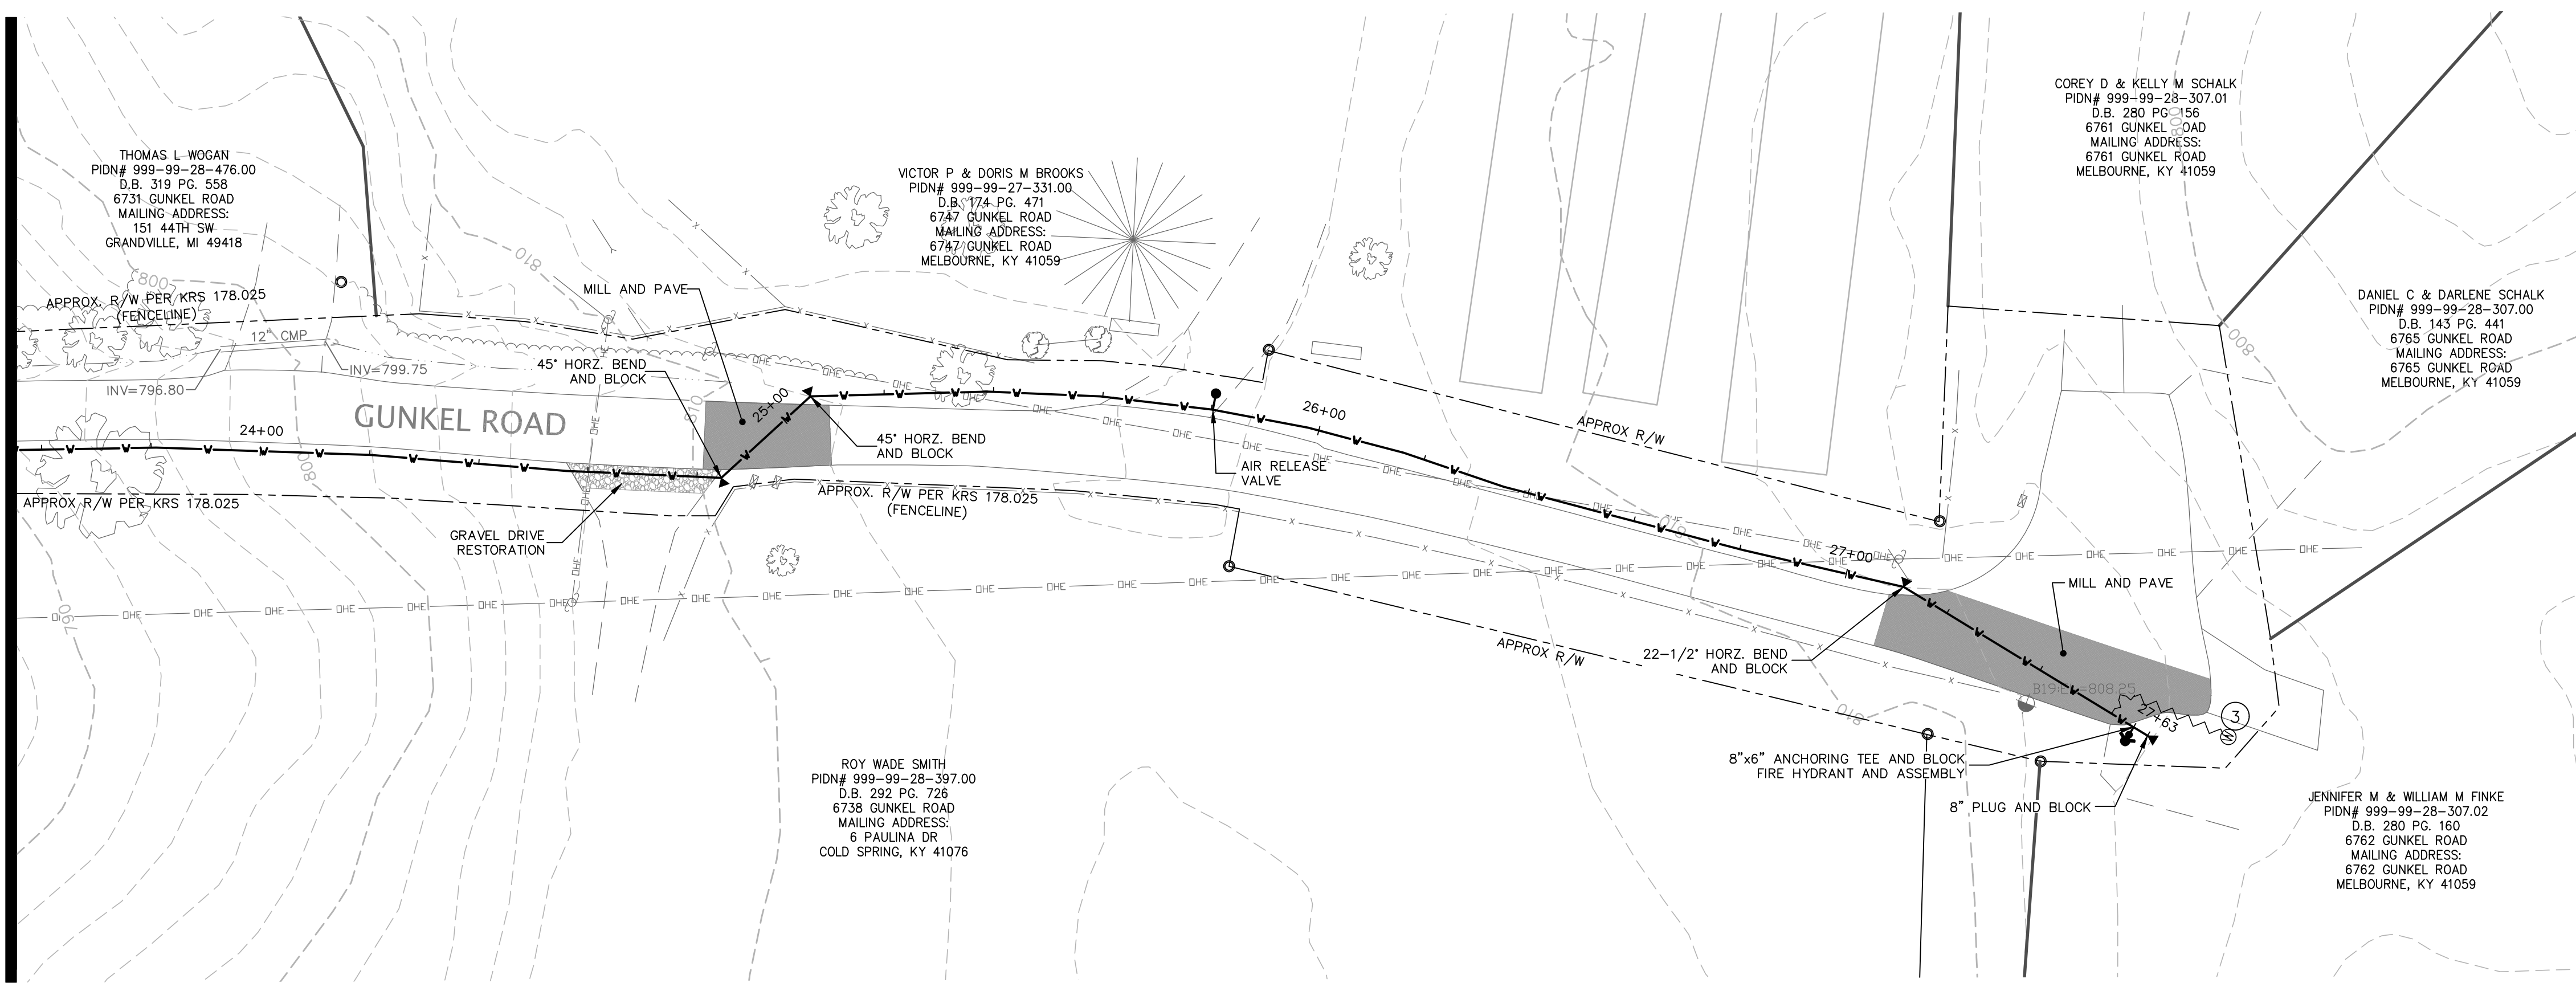 THOMAS L WOGAN
PIDN# 999-99-28-476.00
D.B. 319 PG. 558
6731 GUNKEL ROAD
MAILING ADDRESS:
151 44TH SW
GRANDVILLE, MI 49418
800
APPROX. R/W PER KRS 178.025
(FENCELINE)
12" CMP
INV=799.75
INV=796.80
GUNKEL ROAD
24+00
800
APPROX R/W PER KRS 178.025
790
810
MILL AND PAVE
45° HORZ. BEND
AND BLOCK
810
25+00
45° HORZ. BEND
AND BLOCK
GRAVEL DRIVE
RESTORATION
APPROX. R/W PER KRS 178.025
(FENCELINE)
VICTOR P & DORIS M BROOKS
PIDN# 999-99-27-331.00
D.B. 174 PG. 471
6747 GUNKEL ROAD
MAILING ADDRESS:
6747 GUNKEL ROAD
MELBOURNE, KY 41059
AIR RELEASE
VALVE
26+00
APPROX R/W
ROY WADE SMITH
PIDN# 999-99-28-397.00
D.B. 292 PG. 726
6738 GUNKEL ROAD
MAILING ADDRESS:
6 PAULINA DR
COLD SPRING, KY 41076
APPROX R/W
810
27+00
22-1/2° HORZ. BEND
AND BLOCK
810
MILL AND PAVE
27+63
3
W
8"x6" ANCHORING TEE AND BLOCK
FIRE HYDRANT AND ASSEMBLY
8" PLUG AND BLOCK
COREY D & KELLY M SCHALK
PIDN# 999-99-28-307.01
D.B. 280 PG 156
6761 GUNKEL ROAD
MAILING ADDRESS:
6761 GUNKEL ROAD
MELBOURNE, KY 41059
808
800
DANIEL C & DARLENE SCHALK
PIDN# 999-99-28-307.00
D.B. 143 PG. 441
6765 GUNKEL ROAD
MAILING ADDRESS:
6765 GUNKEL ROAD
MELBOURNE, KY 41059
JENNIFER M & WILLIAM M FINKE
PIDN# 999-99-28-307.02
D.B. 280 PG. 160
6762 GUNKEL ROAD
MAILING ADDRESS:
6762 GUNKEL ROAD
MELBOURNE, KY 41059